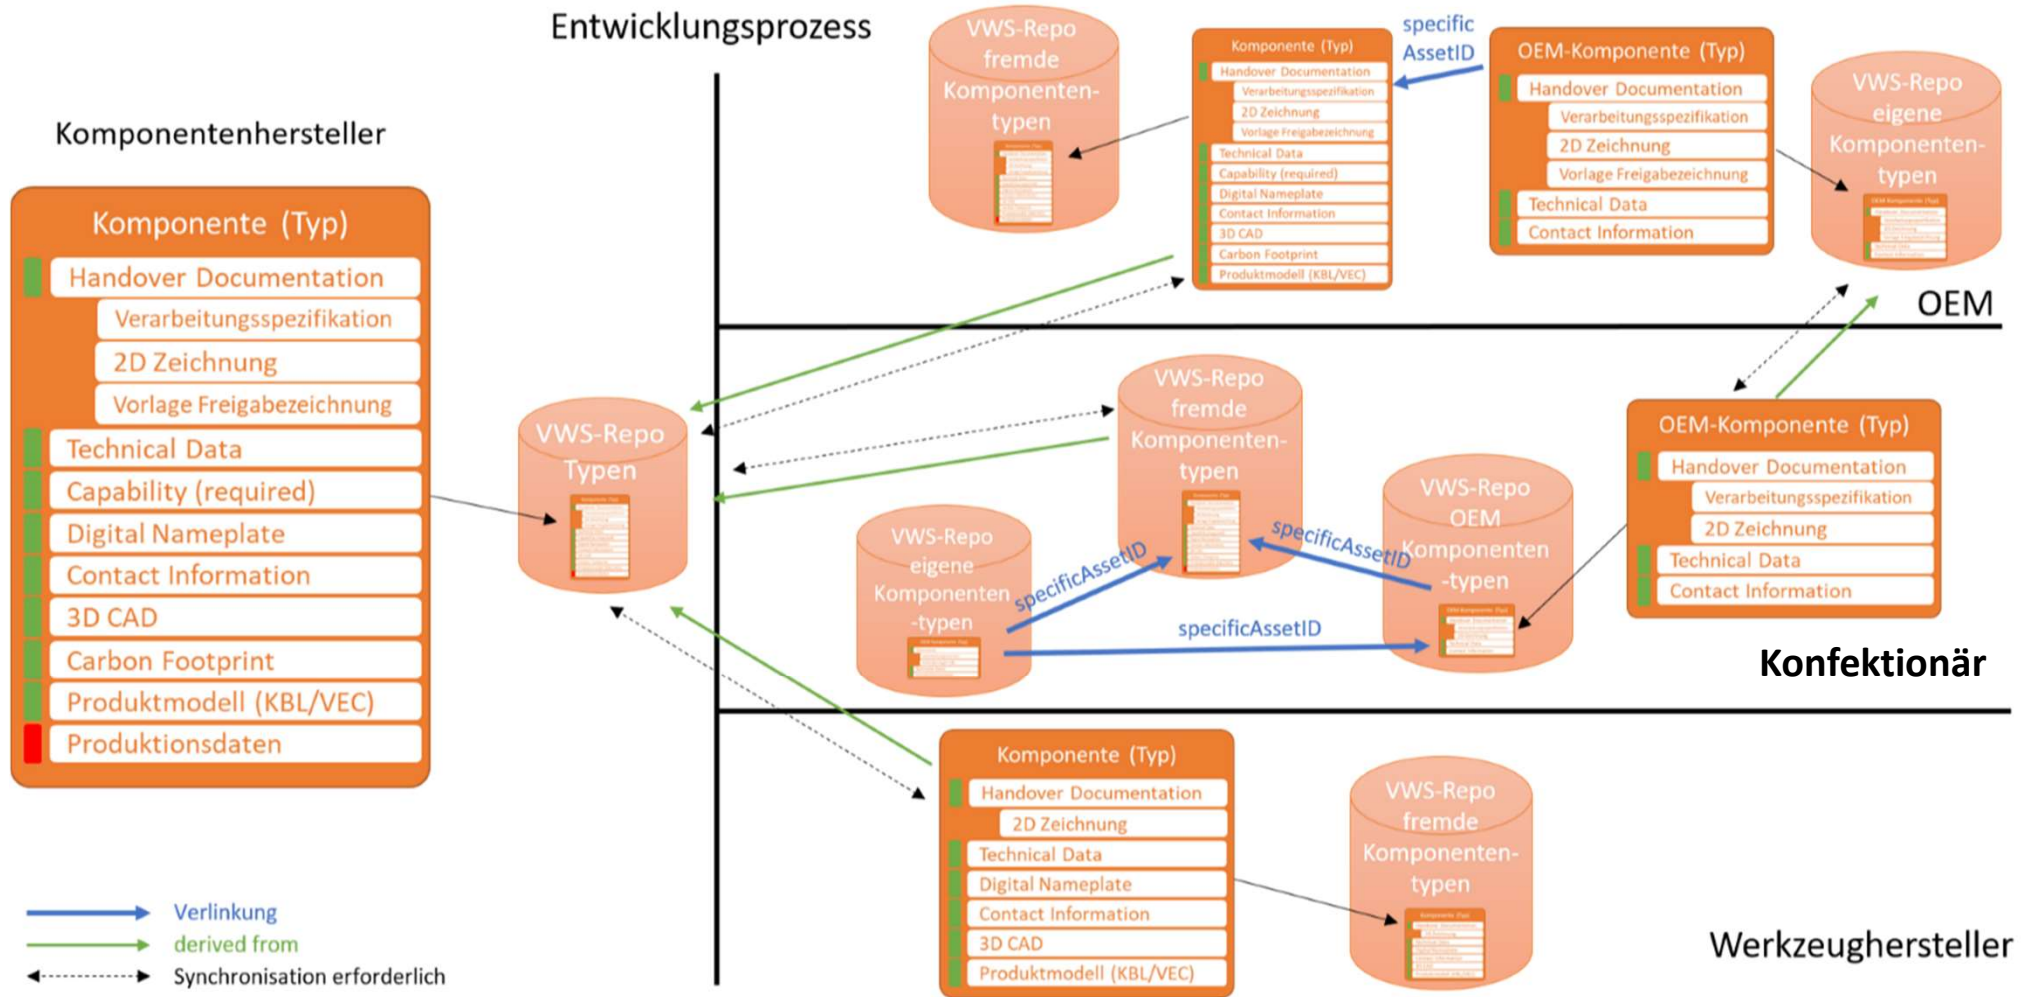 Entwicklungsprozess
Komponentenhersteller
Komponente (Typ)
Handover Documentation
Verarbeitungsspezifikation
2D Zeichnung
Vorlage Freigabezeichnung
Technical Data
Capability (required)
Digital Nameplate
Contact Information
3D CAD
Carbon Footprint
Produktmodell (KBL/VEC)
Produktionsdaten
VWS-Repo
Typen
VWS-Repo
fremde
Komponenten-
typen
Komponente (Typ)
Handover Documentation
Verarbeitungsspezifikation
2D Zeichnung
Vorlage Freigabezeichnung
Technical Data
Capability (required)
Digital Nameplate
Contact Information
3D CAD
Carbon Footprint
Produktmodell (KBL/VEC)
specific
AssetID
OEM-Komponente (Typ)
Handover Documentation
Verarbeitungsspezifikation
2D Zeichnung
Vorlage Freigabezeichnung
Technical Data
Contact Information
VWS-Repo
eigene
Komponenten-
typen
OEM
VWS-Repo
fremde
Komponenten-
typen
VWS-Repo
eigene
Komponenten
-typen
specificAssetID
specificAssetID
specificAssetID
VWS-Repo
OEM
Komponenten
-typen
OEM-Komponente (Typ)
Handover Documentation
Verarbeitungsspezifikation
2D Zeichnung
Technical Data
Contact Information
Konfektionär
Komponente (Typ)
Handover Documentation
2D Zeichnung
Technical Data
Digital Nameplate
Contact Information
3D CAD
Produktmodell (KBL/VEC)
VWS-Repo
fremde
Komponenten-
typen
Werkzeughersteller
Verlinkung
derived from
Synchronisation erforderlich